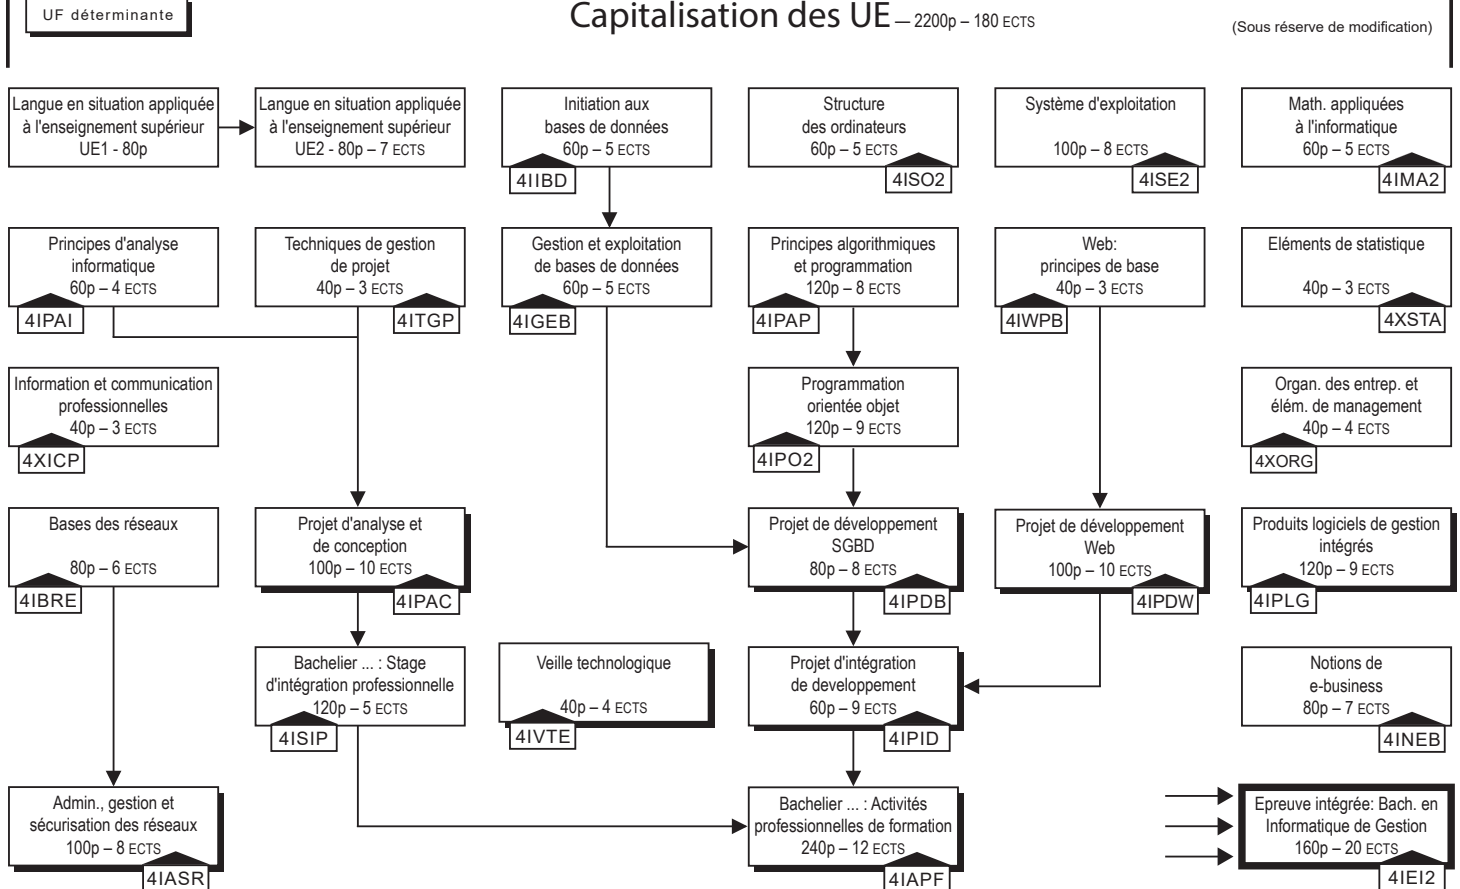 UF déterminante
Capitalisation des UE — 2200p – 180 ECTS
(Sous réserve de modification)
Langue en situation appliquée
à l'enseignement supérieur
UE1 - 80p
Langue en situation appliquée
à l'enseignement supérieur
UE2 - 80p – 7 ECTS
Initiation aux
bases de données
60p – 5 ECTS
4IIBD
Structure
des ordinateurs
60p – 5 ECTS
4ISO2
Système d'exploitation
100p – 8 ECTS
4ISE2
Math. appliquées
à l'informatique
60p – 5 ECTS
4IMA2
Principes d'analyse
informatique
60p – 4 ECTS
4IPAI
Techniques de gestion
de projet
40p – 3 ECTS
4ITGP
Gestion et exploitation
de bases de données
60p – 5 ECTS
4IGEB
Principes algorithmiques
et programmation
120p – 8 ECTS
4IPAP
Web:
principes de base
40p – 3 ECTS
4IWPB
Eléments de statistique
40p – 3 ECTS
4XSTA
Information et communication
professionnelles
40p – 3 ECTS
4XICP
Programmation
orientée objet
120p – 9 ECTS
4IPO2
Organ. des entrep. et
élém. de management
40p – 4 ECTS
4XORG
Bases des réseaux
80p – 6 ECTS
4IBRE
Projet d'analyse et
de conception
100p – 10 ECTS
4IPAC
Projet de développement
SGBD
80p – 8 ECTS
4IPDB
Projet de développement
Web
100p – 10 ECTS
4IPDW
Produits logiciels de gestion
intégrés
120p – 9 ECTS
4IPLG
Bachelier ... : Stage
d'intégration professionnelle
120p – 5 ECTS
4ISIP
Veille technologique
40p – 4 ECTS
4IVTE
Projet d'intégration
de developpement
60p – 9 ECTS
4IPID
Notions de
e-business
80p – 7 ECTS
4INEB
Admin., gestion et
sécurisation des réseaux
100p – 8 ECTS
4IASR
Bachelier ... : Activités
professionnelles de formation
240p – 12 ECTS
4IAPF
Epreuve intégrée: Bach. en
Informatique de Gestion
160p – 20 ECTS
4IEI2